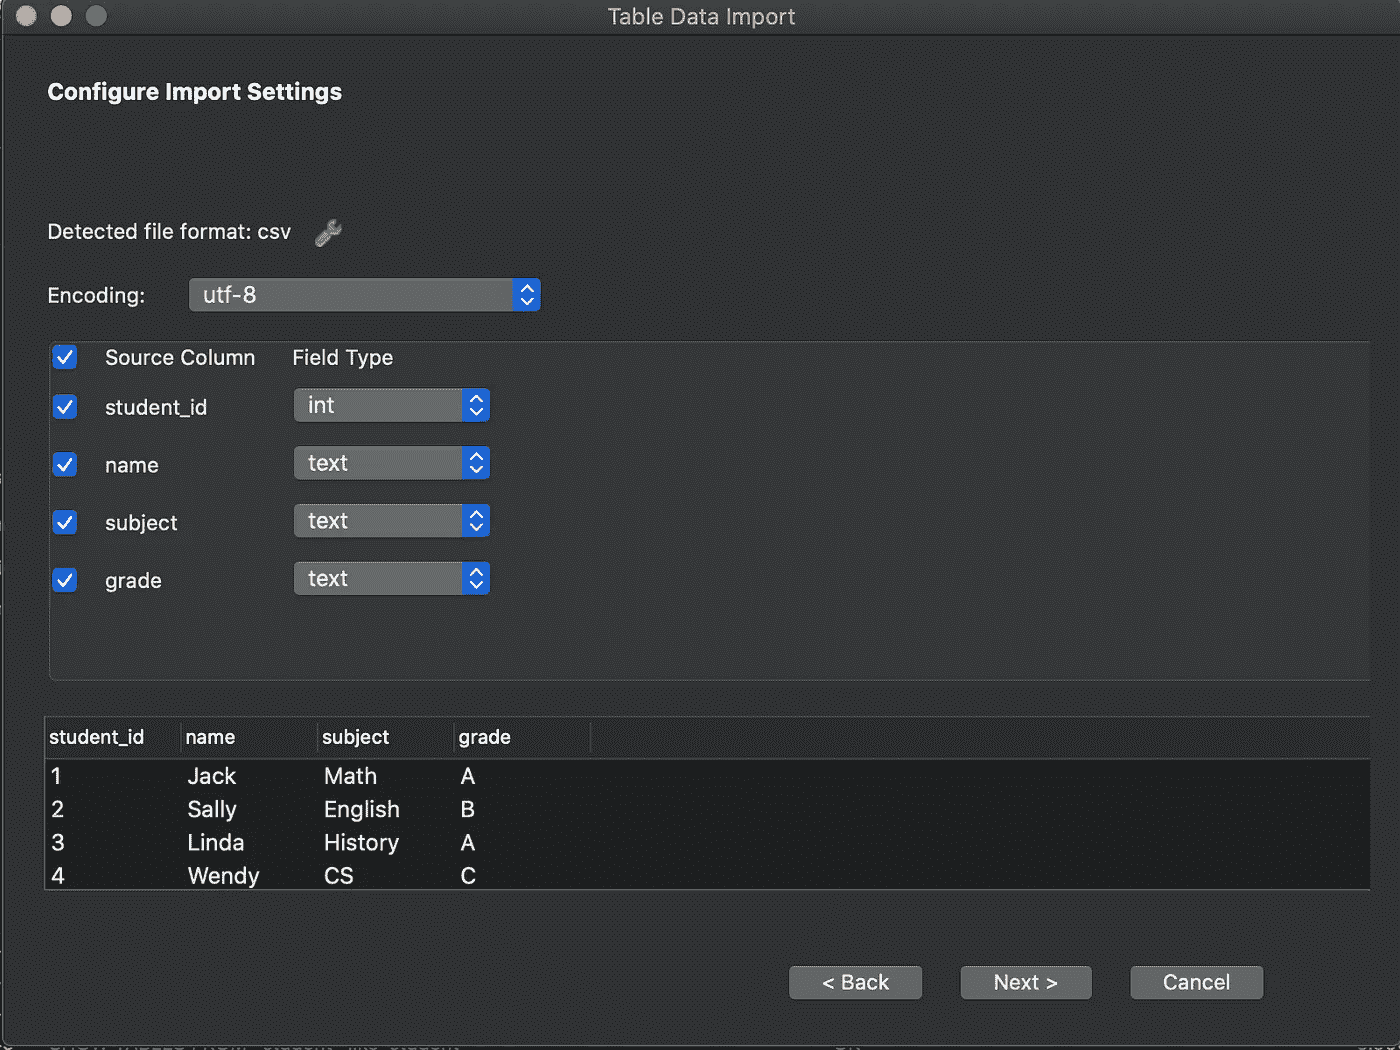 Table Data Import
Configure Import Settings
Detected file format: csv
Encoding: utf-8
Source Column Field Type
student_id int
name text
subject text
grade text
student_id name subject grade
1 Jack Math A
2 Sally English B
3 Linda History A
4 Wendy CS C
< Back Next > Cancel